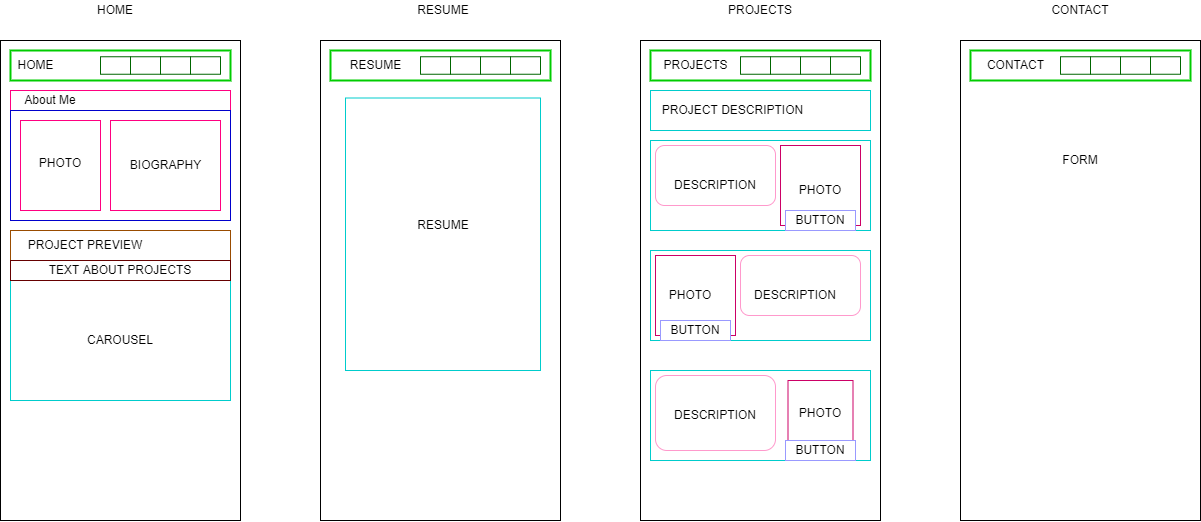 HOME
RESUME
PROJECTS
CONTACT
HOME
About Me
PHOTO
BIOGRAPHY
PROJECT PREVIEW
TEXT ABOUT PROJECTS
CAROUSEL
RESUME
RESUME
PROJECTS
PROJECT DESCRIPTION
DESCRIPTION
PHOTO
BUTTON
PHOTO
DESCRIPTION
BUTTON
DESCRIPTION
PHOTO
BUTTON
CONTACT
FORM